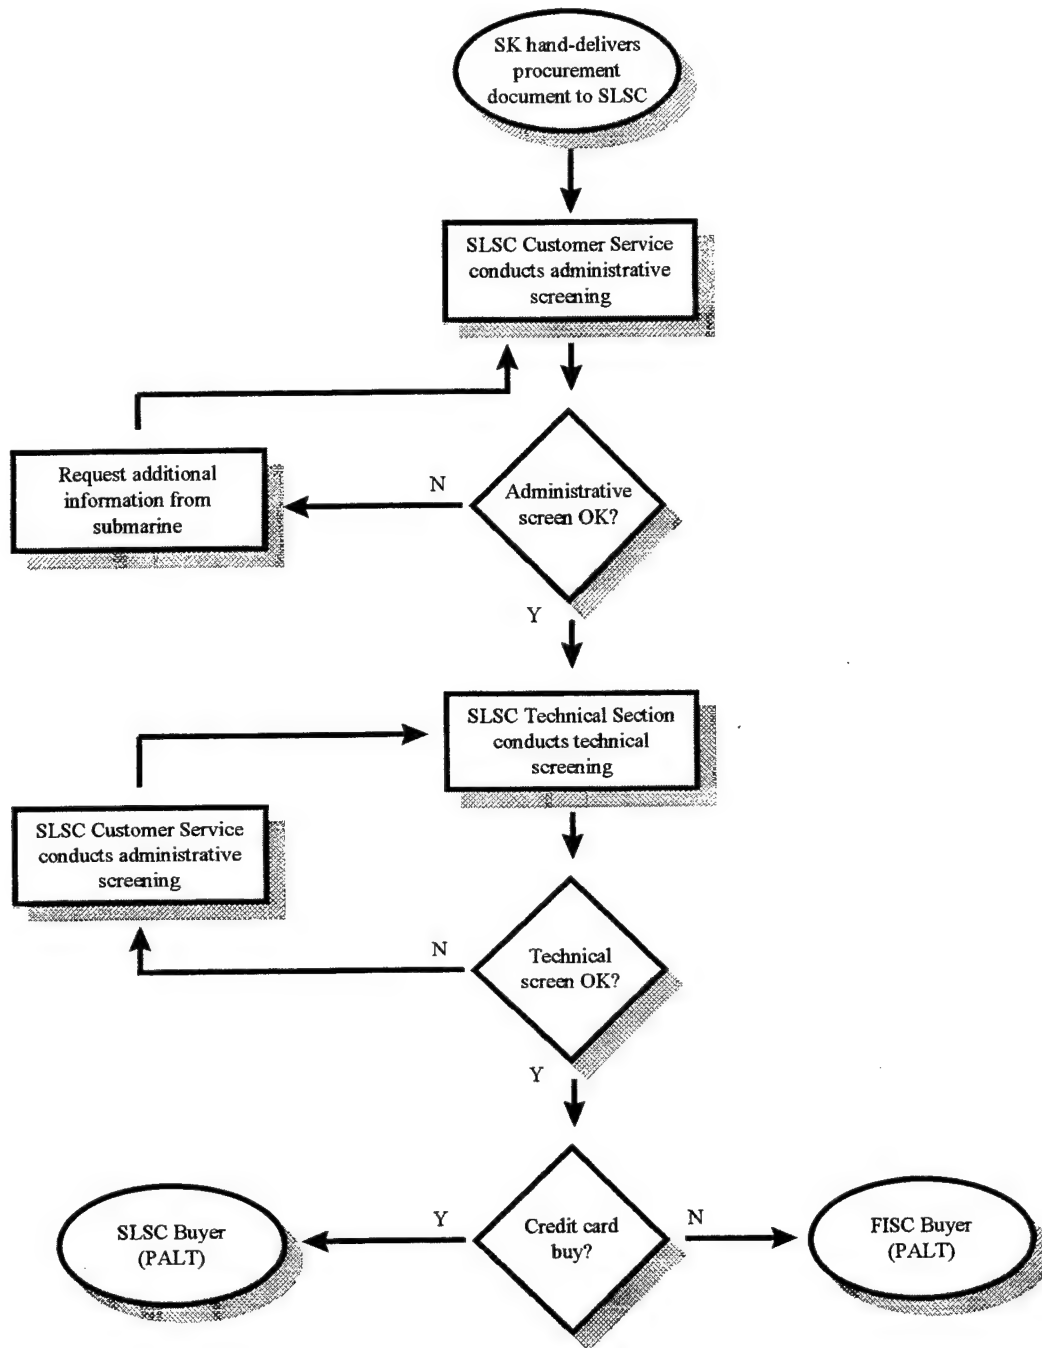 SK hand-delivers
procurement
document to SLSC
SLSC Customer Service
conducts administrative
screening
Request additional
information from
submarine
N
Administrative
screen OK?
Y
SLSC Technical Section
conducts technical
screening
SLSC Customer Service
conducts administrative
screening
N
Technical
screen OK?
Y
SLSC Buyer
(PALT)
Y
Credit card
buy?
N
FISC Buyer
(PALT)